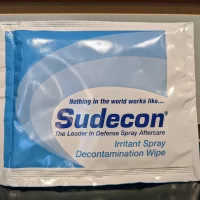 Nothing in the world works like...
Sudecon®
The Leader in Defense Spray Aftercare
Irritant Spray
Decontamination Wipe